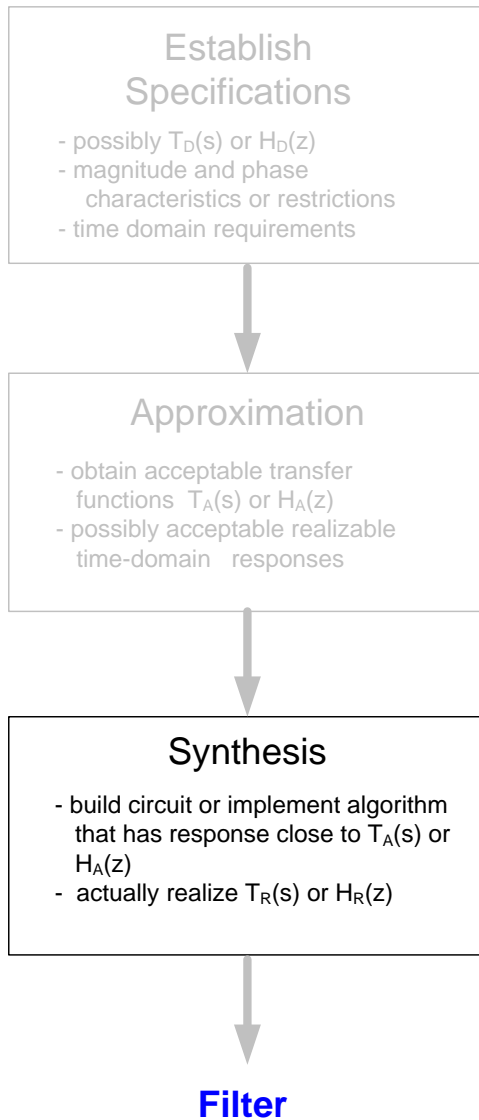 Establish
Specifications
- possibly T_D(s) or H_D(z)
- magnitude and phase
characteristics or restrictions
- time domain requirements
Approximation
- obtain acceptable transfer
functions T_A(s) or H_A(z)
- possibly acceptable realizable
time-domain responses
Synthesis
- build circuit or implement algorithm
that has response close to T_A(s) or
H_A(z)
- actually realize T_R(s) or H_R(z)
Filter